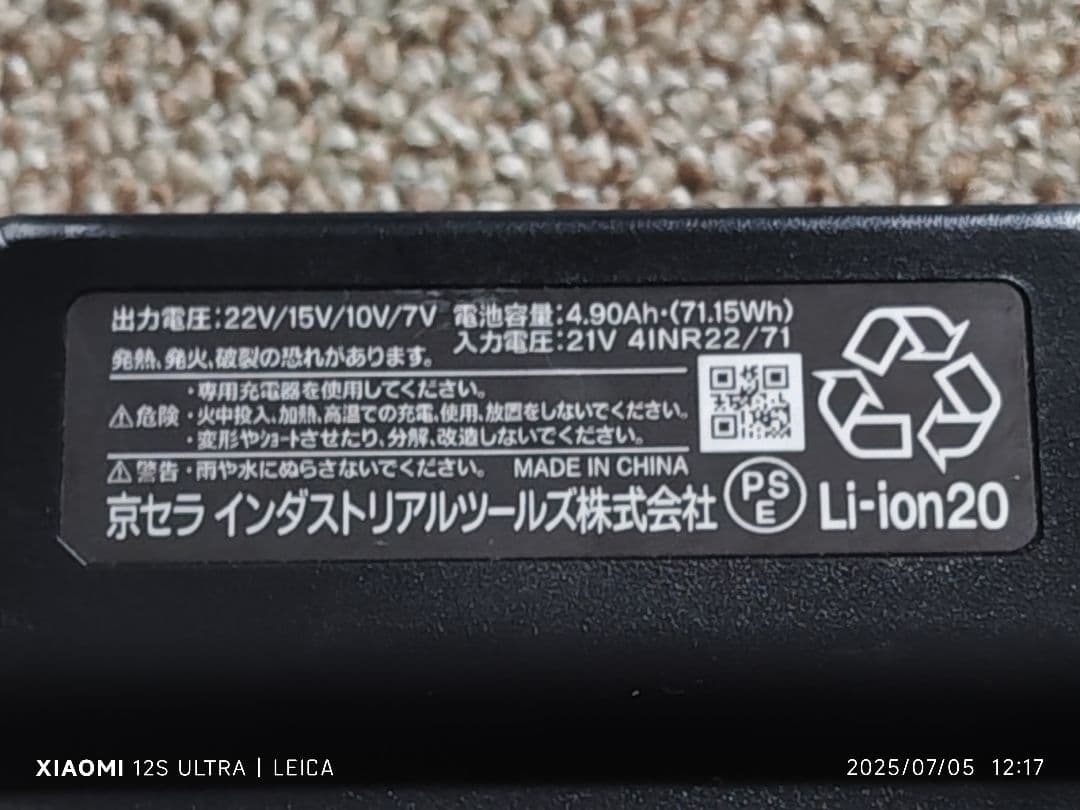 出力電圧:22V/15V/10V/7V 電池容量:4.90Ah・(71.15Wh)
入力電圧:21V 4INR22/71
発熱、発火、破裂の恐れがあります。
・専用充電器を使用してください。
⚠危険・火中投入、加熱、高温での充電、使用、放置をしないでください。
・変形やｼｮｰﾄさせたり、分解、改造しないでください。
⚠警告・雨や水にぬらさないでください。 MADE IN CHINA
京セラ インダストリアルツールズ株式会社 PSE Li-ion20
XIAOMI 12S ULTRA | LEICA 2025/07/05 12:17